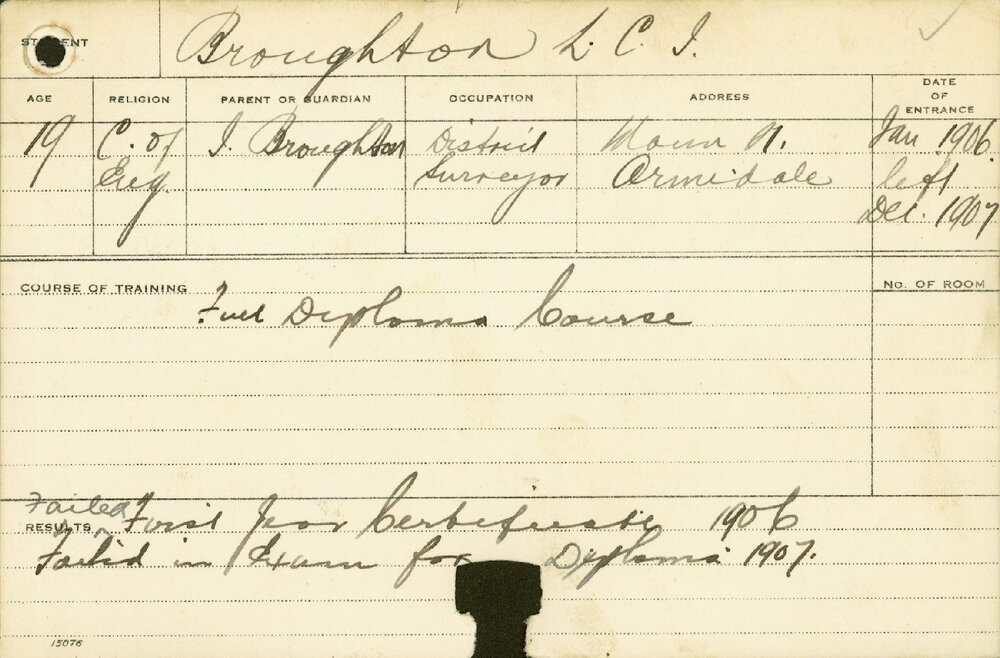 STUDENT Broughton L. C. I.
AGE RELIGION PARENT OR GUARDIAN OCCUPATION ADDRESS DATE OF ENTRANCE
19 C. of I. Broughton District Jan 1906
Eng. Surveyor Armidale left
Dec. 1907
COURSE OF TRAINING No. OF ROOM
Full Diploma Course
Failed
RESULTS First Year Certificate 1906
Failed in Exam for Diploma 1907.
15076